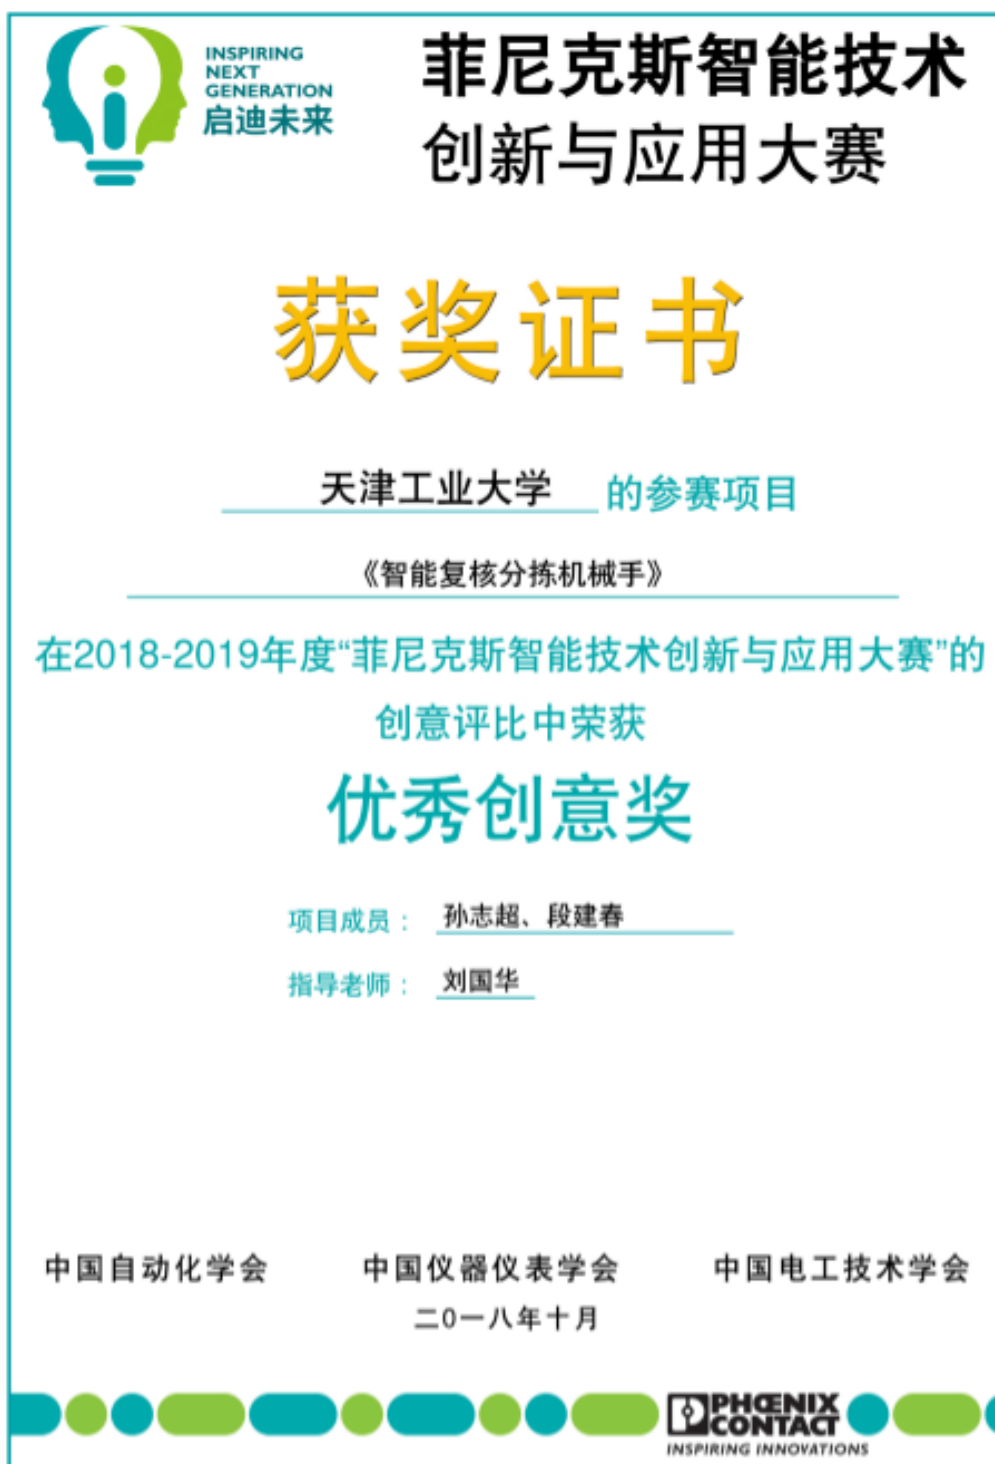 INSPIRING
NEXT
GENERATION
启迪未来
菲尼克斯智能技术
创新与应用大赛
获奖证书
天津工业大学 的参赛项目
《智能复核分拣机械手》
在2018-2019年度“菲尼克斯智能技术创新与应用大赛”的
创意评比中荣获
优秀创意奖
项目成员： 孙志超、段建春
指导老师： 刘国华
中国自动化学会 中国仪器仪表学会 中国电工技术学会
二0一八年十月
PHŒNIX
CONTACT
INSPIRING INNOVATIONS